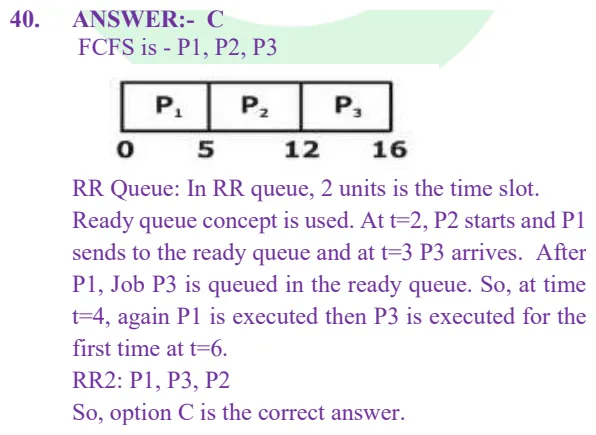 40. ANSWER:- C
FCFS is - P1, P2, P3
P₁ P₂ P₃
0 5 12 16
RR Queue: In RR queue, 2 units is the time slot.
Ready queue concept is used. At t=2, P2 starts and P1
sends to the ready queue and at t=3 P3 arrives. After
P1, Job P3 is queued in the ready queue. So, at time
t=4, again P1 is executed then P3 is executed for the
first time at t=6.
RR2: P1, P3, P2
So, option C is the correct answer.